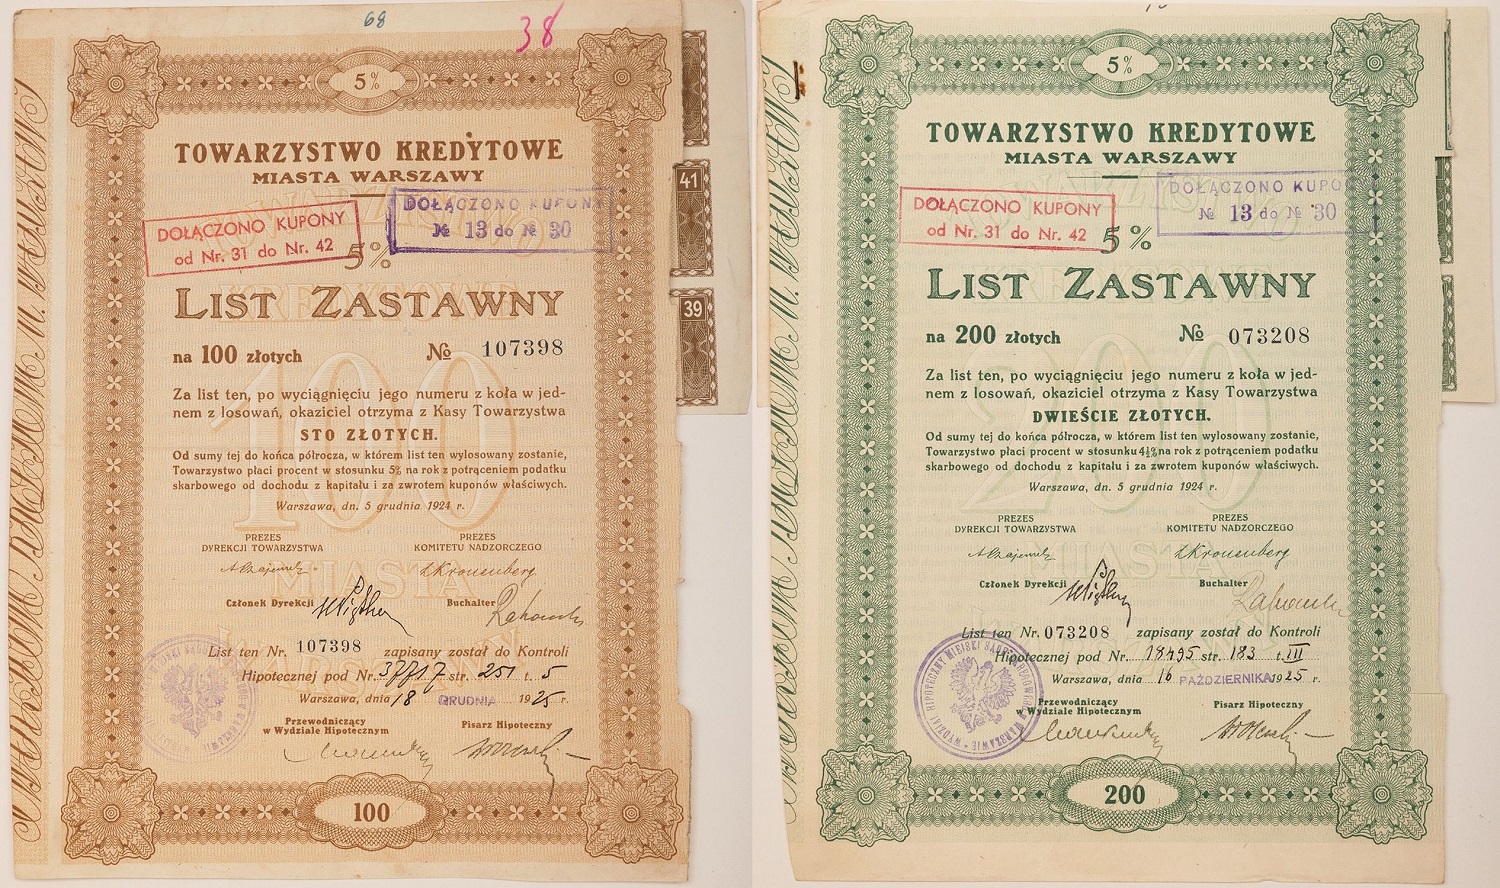 68
38
5%
TOWARZYSTWO KREDYTOWE
MIASTA WARSZAWY
DOŁĄCZONO KUPONY
od Nr. 31 do Nr. 42
DOŁĄCZONO KUPONY
№ 13 do № 30
5%
LIST ZASTAWNY
na 100 złotych № 107398
Za list ten, po wyciągnięciu jego numeru z koła w jed-
nem z losowań, okaziciel otrzyma z Kasy Towarzystwa
STO ZŁOTYCH.
Od sumy tej do końca półrocza, w którem list ten wylosowany zostanie,
Towarzystwo płaci procent w stosunku 5% na rok z potrąceniem podatku
skarbowego od dochodu z kapitału i za zwrotem kuponów właściwych.
Warszawa, dn. 5 grudnia 1924 r.
PREZES PREZES
DYREKCJI TOWARZYSTWA KOMITETU NADZORCZEGO
LKronenberg
Członek Dyrekcji Buchalter
List ten Nr. 107398 zapisany został do Kontroli
Hipotecznej pod Nr. 37717 str. 251 t. 5
Warszawa, dnia 18 GRUDNIA 1925 r.
Przewodniczący Pisarz Hipoteczny
w Wydziale Hipotecznym
100
41
39
5%
TOWARZYSTWO KREDYTOWE
MIASTA WARSZAWY
DOŁĄCZONO KUPONY
od Nr. 31 do Nr. 42
DOŁĄCZONO KUPO
№ 13 do № 30
5%
LIST ZASTAWNY
na 200 złotych № 073208
Za list ten, po wyciągnięciu jego numeru z koła w jed-
nem z losowań, okaziciel otrzyma z Kasy Towarzystwa
DWIEŚCIE ZŁOTYCH.
Od sumy tej do końca półrocza, w którem list ten wylosowany zostanie,
Towarzystwo płaci procent w stosunku 4½% na rok z potrąceniem podatku
skarbowego od dochodu z kapitału i za zwrotem kuponów właściwych.
Warszawa, dn. 5 grudnia 1924 r.
PREZES PREZES
DYREKCJI TOWARZYSTWA KOMITETU NADZORCZEGO
LKronenberg
Członek Dyrekcji Buchalter
List ten Nr. 073208 zapisany został do Kontroli
Hipotecznej pod Nr. 18495 str. 183 t. III
Warszawa, dnia 16 PAŹDZIERNIKA 1925 r.
Przewodniczący Pisarz Hipoteczny
w Wydziale Hipotecznym
200